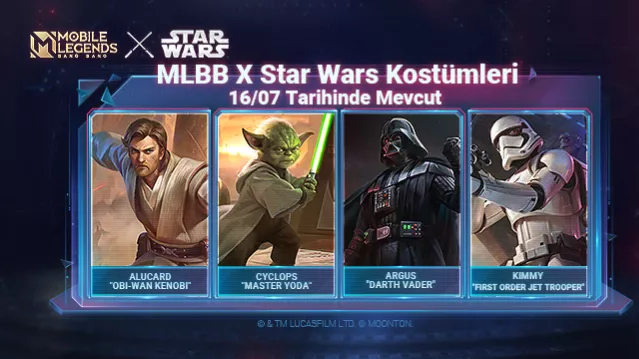 MOBILE
LEGENDS
BANG BANG
STAR
WARS
MLBB X Star Wars Kostümleri
16/07 Tarihinde Mevcut
ALUCARD
"OBI-WAN KENOBI"
CYCLOPS
"MASTER YODA"
ARGUS
"DARTH VADER"
KIMMY
"FIRST ORDER JET TROOPER"
© & TM LUCASFILM LTD. © MOONTON.